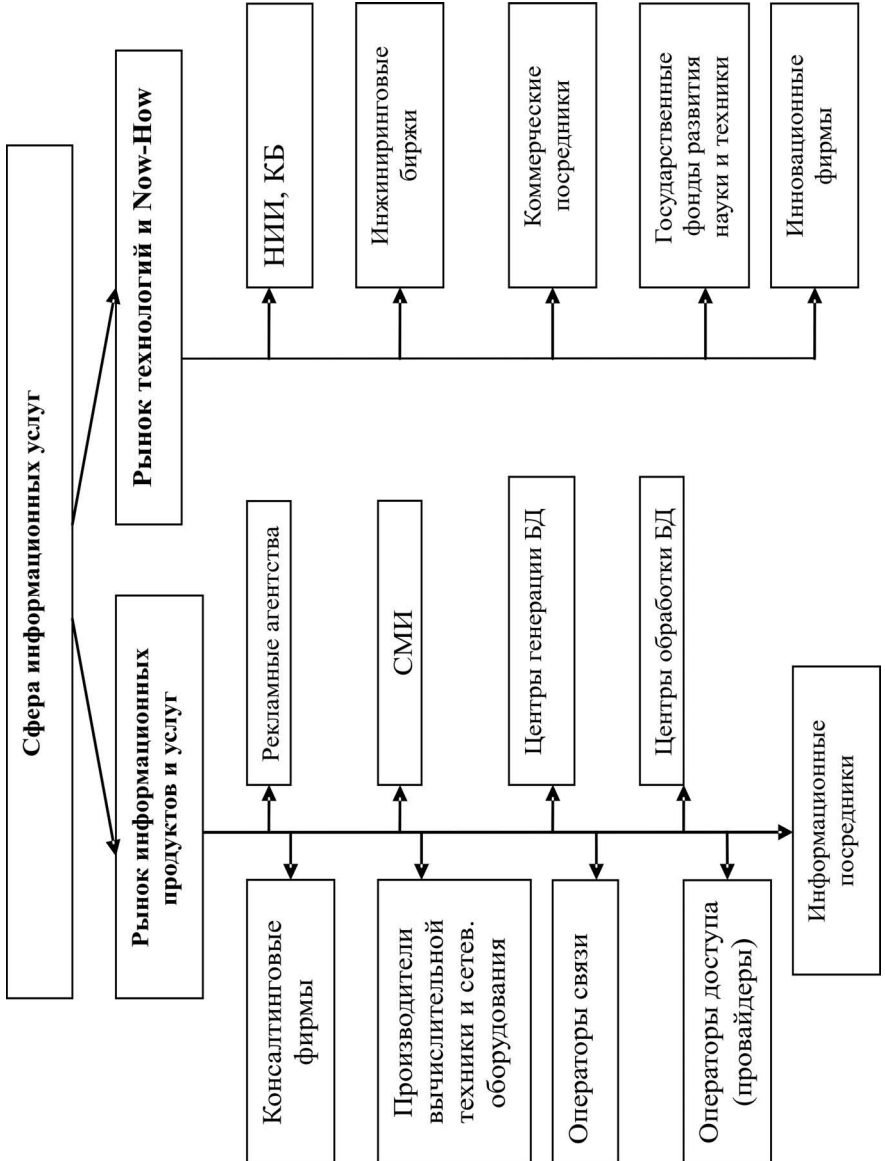 Сфера информационных услуг
Рынок информационных
продуктов и услуг
Рынок технологий и Now-How
Консалтинговые
фирмы
Рекламные агентства
НИИ, КБ
Производители
вычислительной
техники и сетев.
оборудования
СМИ
Инжиниринговые
биржи
Операторы связи
Центры генерации БД
Коммерческие
посредники
Операторы доступа
(провайдеры)
Центры обработки БД
Государственные
фонды развития
науки и техники
Информационные
посредники
Инновационные
фирмы